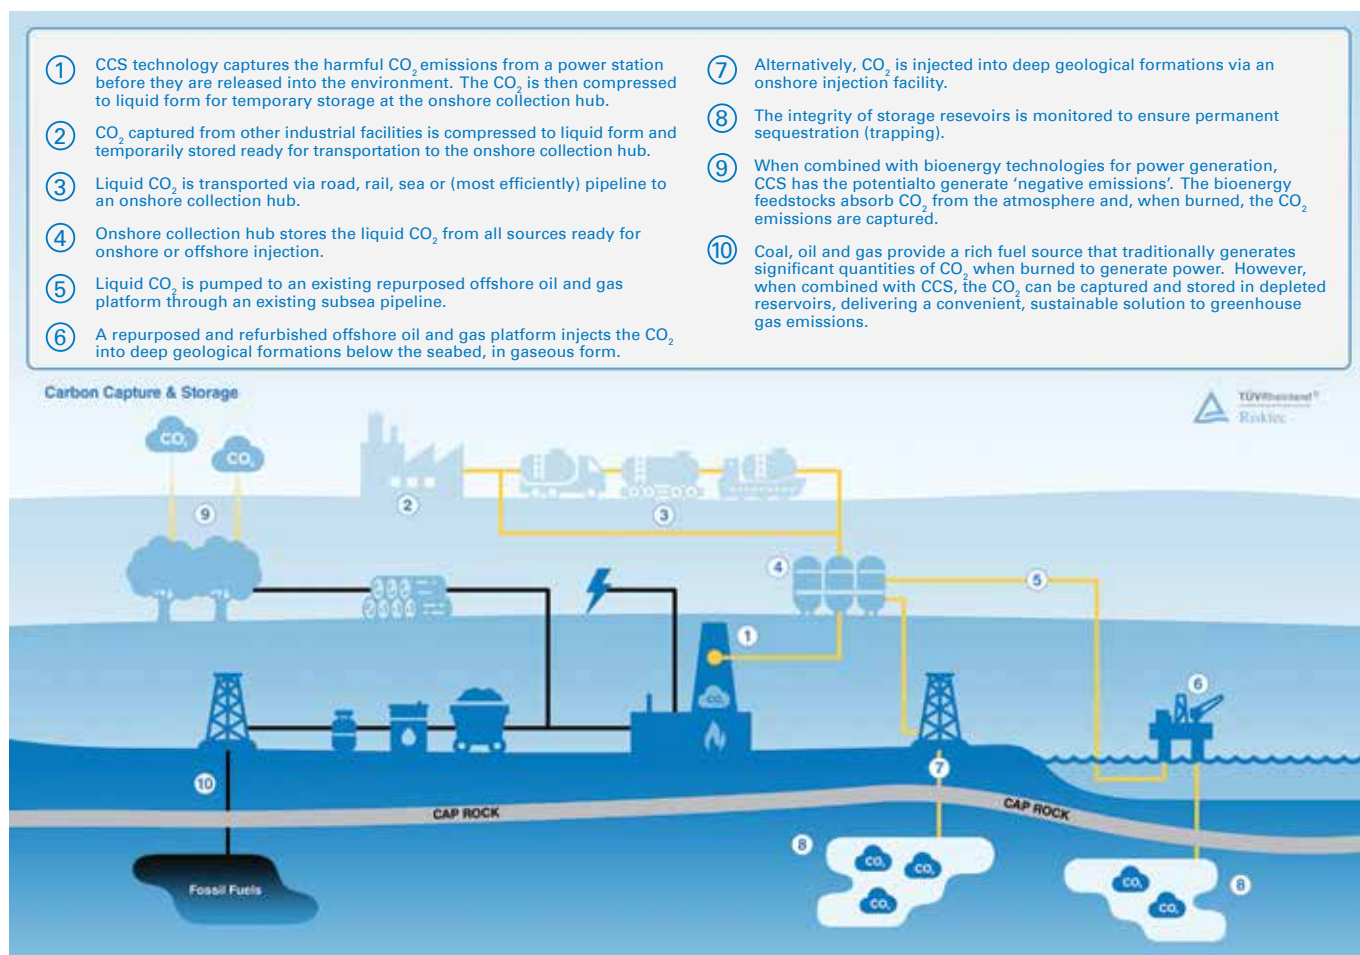 1
CCS technology captures the harmful CO2 emissions from a power station
before they are released into the environment. The CO2 is then compressed
to liquid form for temporary storage at the onshore collection hub.
2
CO2 captured from other industrial facilities is compressed to liquid form and
temporarily stored ready for transportation to the onshore collection hub.
3
Liquid CO2 is transported via road, rail, sea or (most efficiently) pipeline to
an onshore collection hub.
4
Onshore collection hub stores the liquid CO2 from all sources ready for
onshore or offshore injection.
5
Liquid CO2 is pumped to an existing repurposed offshore oil and gas
platform through an existing subsea pipeline.
6
A repurposed and refurbished offshore oil and gas platform injects the CO2
into deep geological formations below the seabed, in gaseous form.
7
Alternatively, CO2 is injected into deep geological formations via an
onshore injection facility.
8
The integrity of storage resevoirs is monitored to ensure permanent
sequestration (trapping).
9
When combined with bioenergy technologies for power generation,
CCS has the potentialto generate ‘negative emissions’. The bioenergy
feedstocks absorb CO2 from the atmosphere and, when burned, the CO2
emissions are captured.
10
Coal, oil and gas provide a rich fuel source that traditionally generates
significant quantities of CO2 when burned to generate power. However,
when combined with CCS, the CO2 can be captured and stored in depleted
reservoirs, delivering a convenient, sustainable solution to greenhouse
gas emissions.
Carbon Capture & Storage
TÜVRheinland®
Risktec
CO2
CO2
2
9
3
4
5
1
CO2
6
10
7
CAP ROCK
CAP ROCK
8
CO2
CO2
CO2
Fossil Fuels
CO2
CO2
8